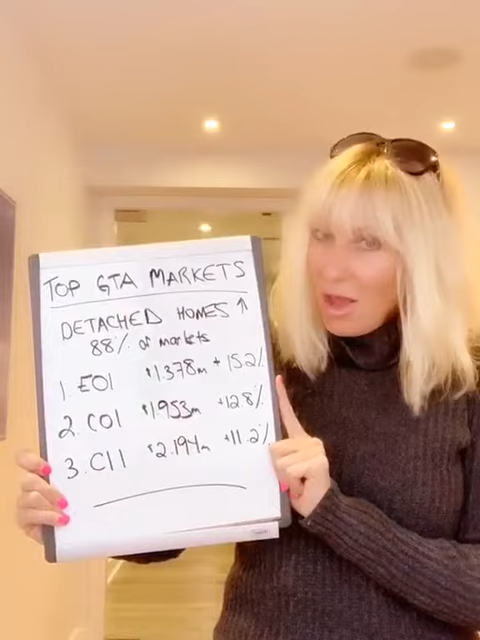 TOP GTA MARKETS
DETACHED HOMES ↑
88% of markets
1. E01 $1.378m +15.2%
2. C01 $1.953m +12.8%
3. C11 $2.194m +11.2%